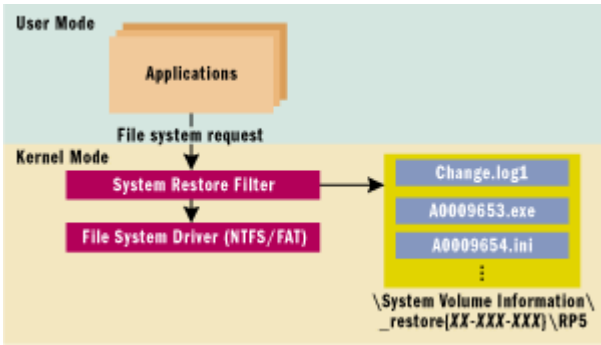 User Mode
Applications
File system request
Kernel Mode
System Restore Filter
File System Driver (NTFS/FAT)
Change.log1
A0009653.exe
A0009654.ini
⋮
\System Volume Information\
_restore{XX-XXX-XXX}\RP5